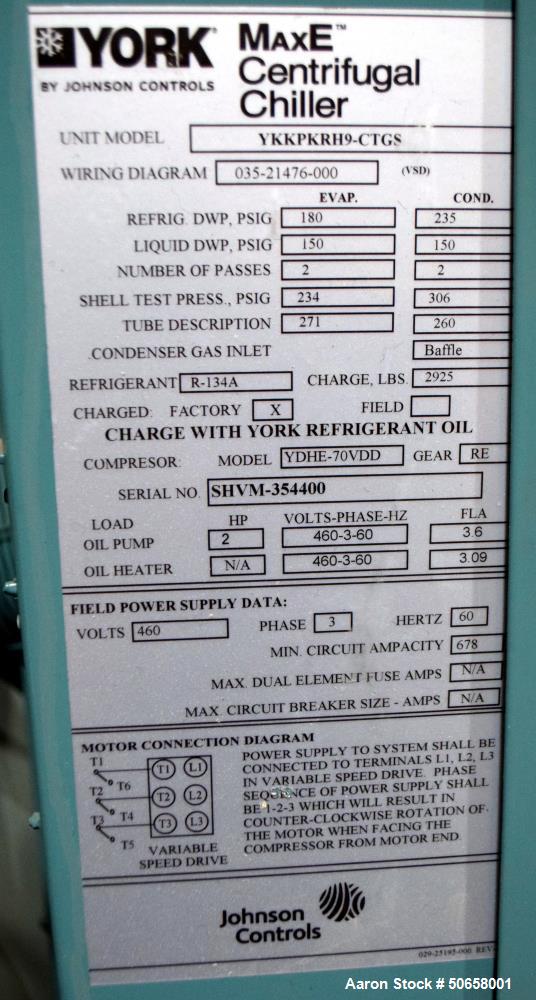 YORK™ MaxE™
BY JOHNSON CONTROLS Centrifugal
Chiller
UNIT MODEL YKKPKRH9-CTGS
WIRING DIAGRAM 035-21476-000 (VSD)
EVAP. COND.
REFRIG. DWP, PSIG 180 235
LIQUID DWP, PSIG 150 150
NUMBER OF PASSES 2 2
SHELL TEST PRESS., PSIG 234 306
TUBE DESCRIPTION 271 260
CONDENSER GAS INLET Baffle
REFRIGERANT R-134A CHARGE, LBS. 2925
CHARGED: FACTORY X FIELD
CHARGE WITH YORK REFRIGERANT OIL
COMPRESOR: MODEL YDHE-70VDD GEAR RE
SERIAL NO. SHVM-354400
LOAD HP VOLTS-PHASE-HZ FLA
OIL PUMP 2 460-3-60 3.6
OIL HEATER N/A 460-3-60 3.09
FIELD POWER SUPPLY DATA:
VOLTS 460 PHASE 3 HERTZ 60
MIN. CIRCUIT AMPACITY 678
MAX. DUAL ELEMENT FUSE AMPS N/A
MAX. CIRCUIT BREAKER SIZE - AMPS N/A
MOTOR CONNECTION DIAGRAM
T1 T6 T1 L1
T2 T4 T2 L2
T3 T5 T3 L3
VARIABLE
SPEED DRIVE
POWER SUPPLY TO SYSTEM SHALL BE
CONNECTED TO TERMINALS L1, L2, L3
IN VARIABLE SPEED DRIVE. PHASE
SEQUENCE OF POWER SUPPLY SHALL
BE 1-2-3 WHICH WILL RESULT IN
COUNTER-CLOCKWISE ROTATION OF
THE MOTOR WHEN FACING THE
COMPRESSOR FROM MOTOR END.
Johnson
Controls
029-25195-000 REV
Aaron Stock # 50658001